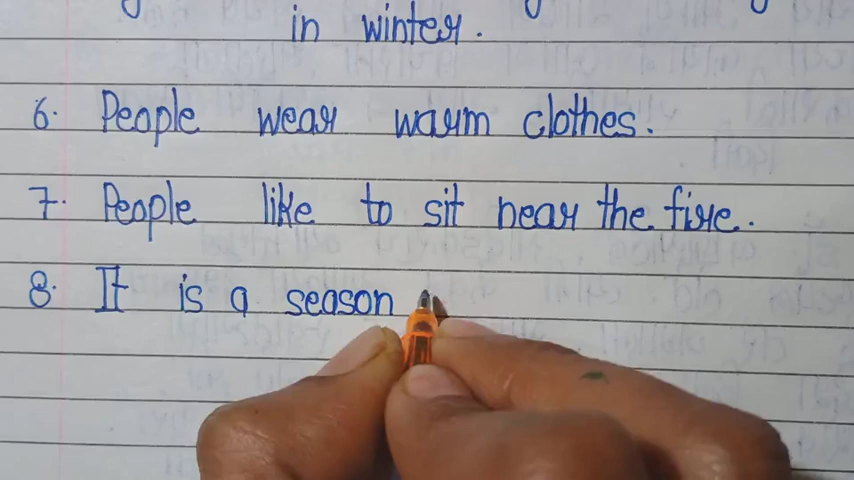 in winter.
6. People wear warm clothes.
7. People like to sit near the fire.
8. It is a season